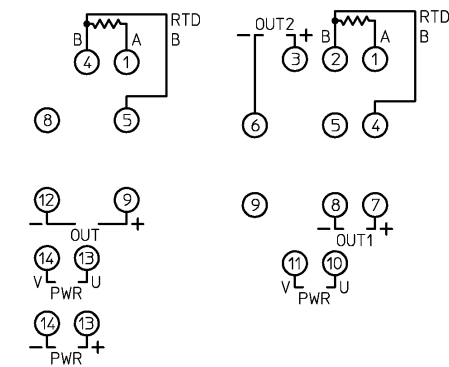 RTD
B A B
4 1
8 5
12 9
− OUT +
14 13
V PWR U
14 13
− PWR +
OUT2 RTD
− + B A B
3 2 1
6 5 4
9 8 7
− OUT1 +
11 10
V PWR U